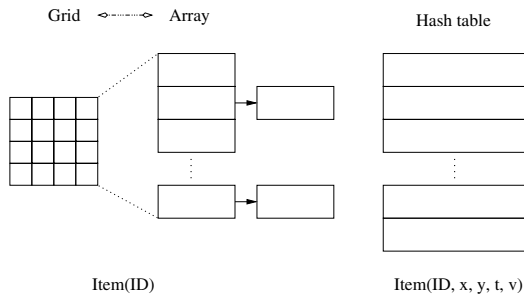 Grid Array
Hash table
Item(ID)
Item(ID, x, y, t, v)